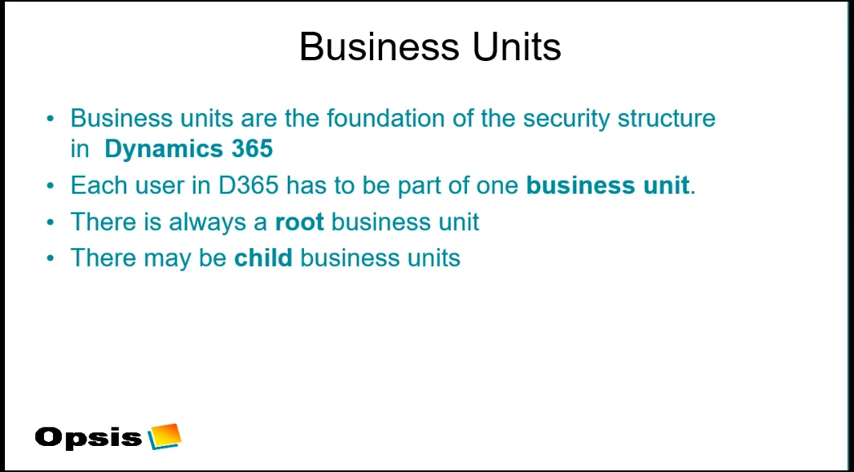 Business Units
• Business units are the foundation of the security structure
in Dynamics 365
• Each user in D365 has to be part of one business unit.
• There is always a root business unit
• There may be child business units
Opsis